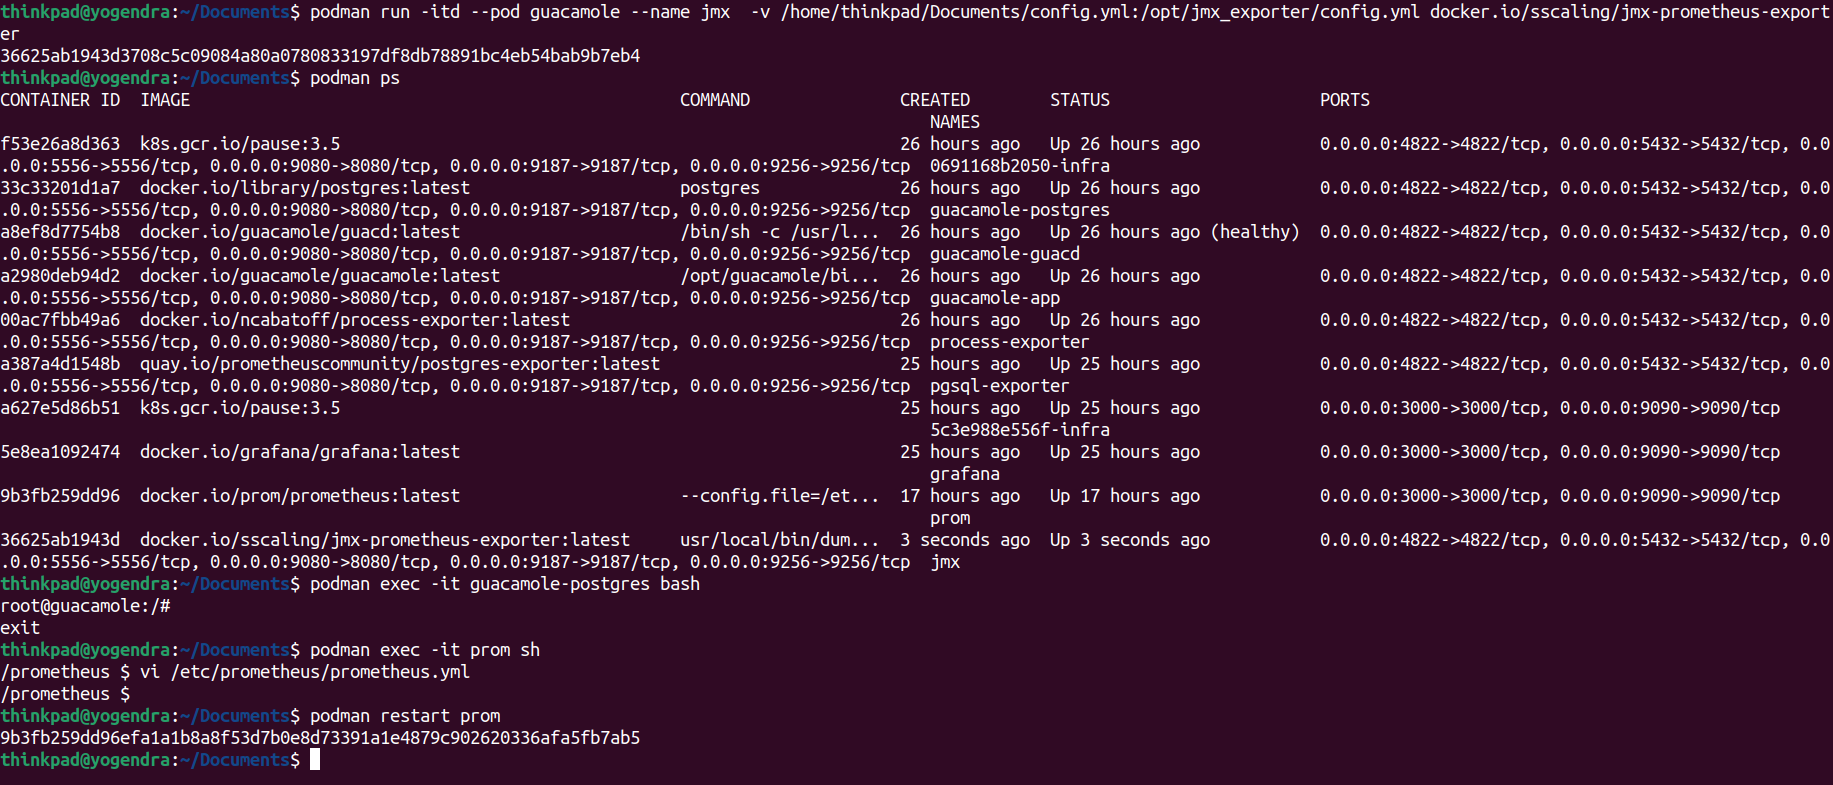 thinkpad@yogendra:~/Documents$ podman run -itd --pod guacamole --name jmx  -v /home/thinkpad/Documents/config.yml:/opt/jmx_exporter/config.yml docker.io/sscaling/jmx-prometheus-export
er
36625ab1943d3708c5c09084a80a0780833197df8db78891bc4eb54bab9b7eb4
thinkpad@yogendra:~/Documents$ podman ps
CONTAINER ID  IMAGE                                                 COMMAND               CREATED        STATUS                     PORTS
                                                                                             NAMES
f53e26a8d363  k8s.gcr.io/pause:3.5                                                        26 hours ago   Up 26 hours ago            0.0.0.0:4822->4822/tcp, 0.0.0.0:5432->5432/tcp, 0.0
.0.0:5556->5556/tcp, 0.0.0.0:9080->8080/tcp, 0.0.0.0:9187->9187/tcp, 0.0.0.0:9256->9256/tcp  0691168b2050-infra
33c33201d1a7  docker.io/library/postgres:latest                     postgres              26 hours ago   Up 26 hours ago            0.0.0.0:4822->4822/tcp, 0.0.0.0:5432->5432/tcp, 0.0
.0.0:5556->5556/tcp, 0.0.0.0:9080->8080/tcp, 0.0.0.0:9187->9187/tcp, 0.0.0.0:9256->9256/tcp  guacamole-postgres
a8ef8d7754b8  docker.io/guacamole/guacd:latest                      /bin/sh -c /usr/l...  26 hours ago   Up 26 hours ago (healthy)  0.0.0.0:4822->4822/tcp, 0.0.0.0:5432->5432/tcp, 0.0
.0.0:5556->5556/tcp, 0.0.0.0:9080->8080/tcp, 0.0.0.0:9187->9187/tcp, 0.0.0.0:9256->9256/tcp  guacamole-guacd
a2980deb94d2  docker.io/guacamole/guacamole:latest                  /opt/guacamole/bi...  26 hours ago   Up 26 hours ago            0.0.0.0:4822->4822/tcp, 0.0.0.0:5432->5432/tcp, 0.0
.0.0:5556->5556/tcp, 0.0.0.0:9080->8080/tcp, 0.0.0.0:9187->9187/tcp, 0.0.0.0:9256->9256/tcp  guacamole-app
00ac7fbb49a6  docker.io/ncabatoff/process-exporter:latest                                 26 hours ago   Up 26 hours ago            0.0.0.0:4822->4822/tcp, 0.0.0.0:5432->5432/tcp, 0.0
.0.0:5556->5556/tcp, 0.0.0.0:9080->8080/tcp, 0.0.0.0:9187->9187/tcp, 0.0.0.0:9256->9256/tcp  process-exporter
a387a4d1548b  quay.io/prometheuscommunity/postgres-exporter:latest                        25 hours ago   Up 25 hours ago            0.0.0.0:4822->4822/tcp, 0.0.0.0:5432->5432/tcp, 0.0
.0.0:5556->5556/tcp, 0.0.0.0:9080->8080/tcp, 0.0.0.0:9187->9187/tcp, 0.0.0.0:9256->9256/tcp  pgsql-exporter
a627e5d86b51  k8s.gcr.io/pause:3.5                                                        25 hours ago   Up 25 hours ago            0.0.0.0:3000->3000/tcp, 0.0.0.0:9090->9090/tcp
                                                                                             5c3e988e556f-infra
5e8ea1092474  docker.io/grafana/grafana:latest                                            25 hours ago   Up 25 hours ago            0.0.0.0:3000->3000/tcp, 0.0.0.0:9090->9090/tcp
                                                                                             grafana
9b3fb259dd96  docker.io/prom/prometheus:latest                      --config.file=/et...  17 hours ago   Up 17 hours ago            0.0.0.0:3000->3000/tcp, 0.0.0.0:9090->9090/tcp
                                                                                             prom
36625ab1943d  docker.io/sscaling/jmx-prometheus-exporter:latest     usr/local/bin/dum...  3 seconds ago  Up 3 seconds ago           0.0.0.0:4822->4822/tcp, 0.0.0.0:5432->5432/tcp, 0.0
.0.0:5556->5556/tcp, 0.0.0.0:9080->8080/tcp, 0.0.0.0:9187->9187/tcp, 0.0.0.0:9256->9256/tcp  jmx
thinkpad@yogendra:~/Documents$ podman exec -it guacamole-postgres bash
root@guacamole:/#
exit
thinkpad@yogendra:~/Documents$ podman exec -it prom sh
/prometheus $ vi /etc/prometheus/prometheus.yml
/prometheus $
thinkpad@yogendra:~/Documents$ podman restart prom
9b3fb259dd96efa1a1b8a8f53d7b0e8d73391a1e4879c902620336afa5fb7ab5
thinkpad@yogendra:~/Documents$